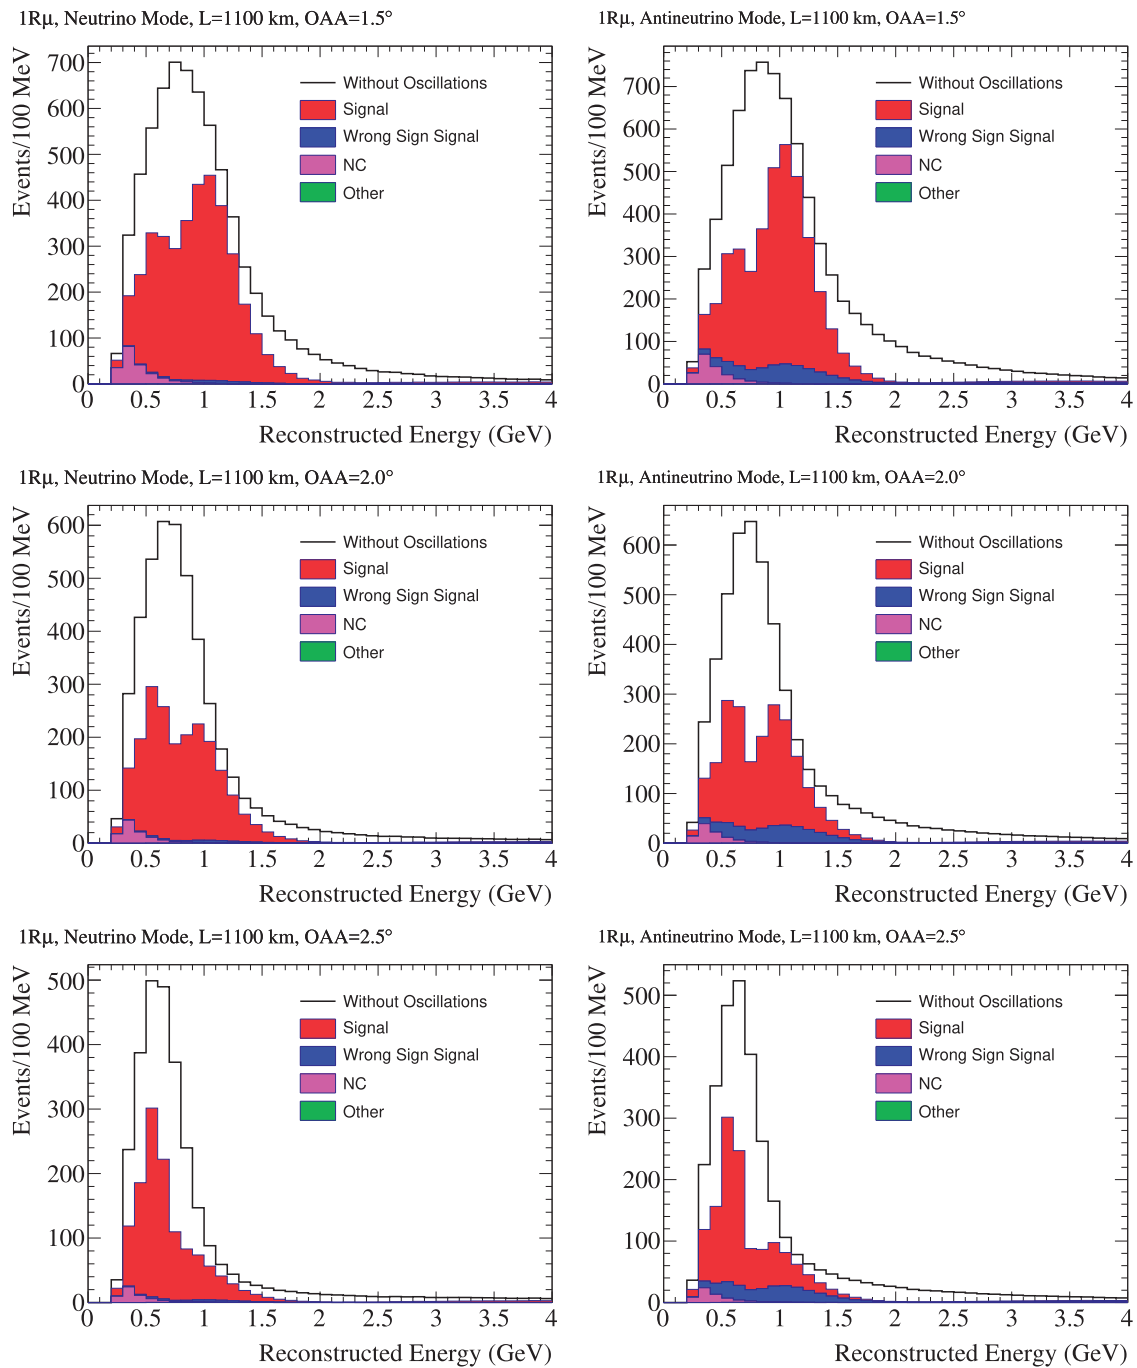 1Rμ, Neutrino Mode, L=1100 km, OAA=1.5°
Events/100 MeV
700
600
500
400
300
200
100
0
Without Oscillations
Signal
Wrong Sign Signal
NC
Other
0 0.5 1 1.5 2 2.5 3 3.5 4
Reconstructed Energy (GeV)
1Rμ, Antineutrino Mode, L=1100 km, OAA=1.5°
Events/100 MeV
700
600
500
400
300
200
100
0
Without Oscillations
Signal
Wrong Sign Signal
NC
Other
0 0.5 1 1.5 2 2.5 3 3.5 4
Reconstructed Energy (GeV)
1Rμ, Neutrino Mode, L=1100 km, OAA=2.0°
Events/100 MeV
600
500
400
300
200
100
0
Without Oscillations
Signal
Wrong Sign Signal
NC
Other
0 0.5 1 1.5 2 2.5 3 3.5 4
Reconstructed Energy (GeV)
1Rμ, Antineutrino Mode, L=1100 km, OAA=2.0°
Events/100 MeV
600
500
400
300
200
100
0
Without Oscillations
Signal
Wrong Sign Signal
NC
Other
0 0.5 1 1.5 2 2.5 3 3.5 4
Reconstructed Energy (GeV)
1Rμ, Neutrino Mode, L=1100 km, OAA=2.5°
Events/100 MeV
500
400
300
200
100
0
Without Oscillations
Signal
Wrong Sign Signal
NC
Other
0 0.5 1 1.5 2 2.5 3 3.5 4
Reconstructed Energy (GeV)
1Rμ, Antineutrino Mode, L=1100 km, OAA=2.5°
Events/100 MeV
500
400
300
200
100
0
Without Oscillations
Signal
Wrong Sign Signal
NC
Other
0 0.5 1 1.5 2 2.5 3 3.5 4
Reconstructed Energy (GeV)